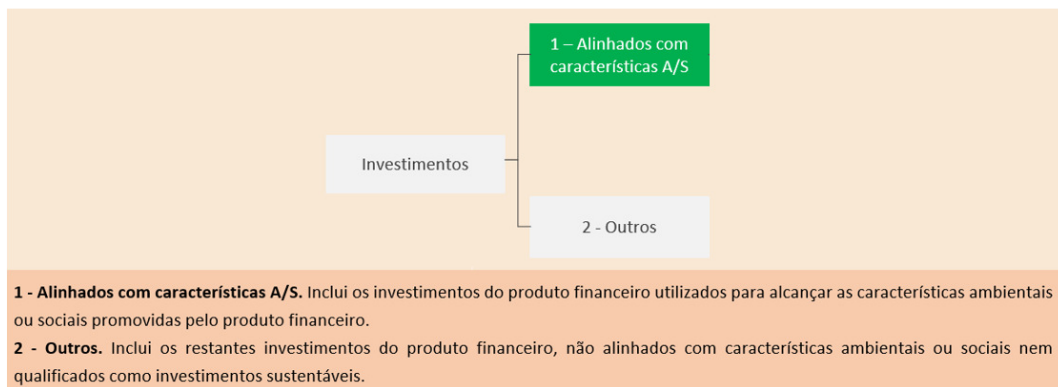 1 – Alinhados com
características A/S
Investimentos
2 - Outros
1 - Alinhados com características A/S. Inclui os investimentos do produto financeiro utilizados para alcançar as características ambientais
ou sociais promovidas pelo produto financeiro.
2 - Outros. Inclui os restantes investimentos do produto financeiro, não alinhados com características ambientais ou sociais nem
qualificados como investimentos sustentáveis.